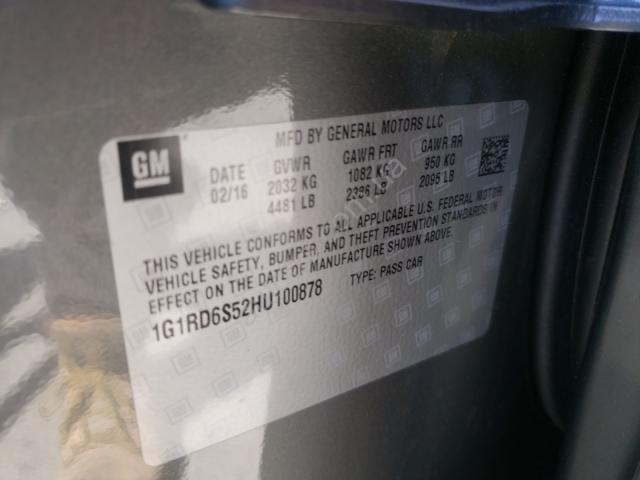 MFD BY GENERAL MOTORS LLC
GM
DATE GVWR GAWR FRT GAWR RR
02/16 2032 KG 1082 KG 950 KG
4481 LB 2386 LB 2095 LB
THIS VEHICLE CONFORMS TO ALL APPLICABLE U.S. FEDERAL MOTOR
VEHICLE SAFETY, BUMPER, AND THEFT PREVENTION STANDARDS IN
EFFECT ON THE DATE OF MANUFACTURE SHOWN ABOVE.
1G1RD6S52HU100878 TYPE: PASS CAR